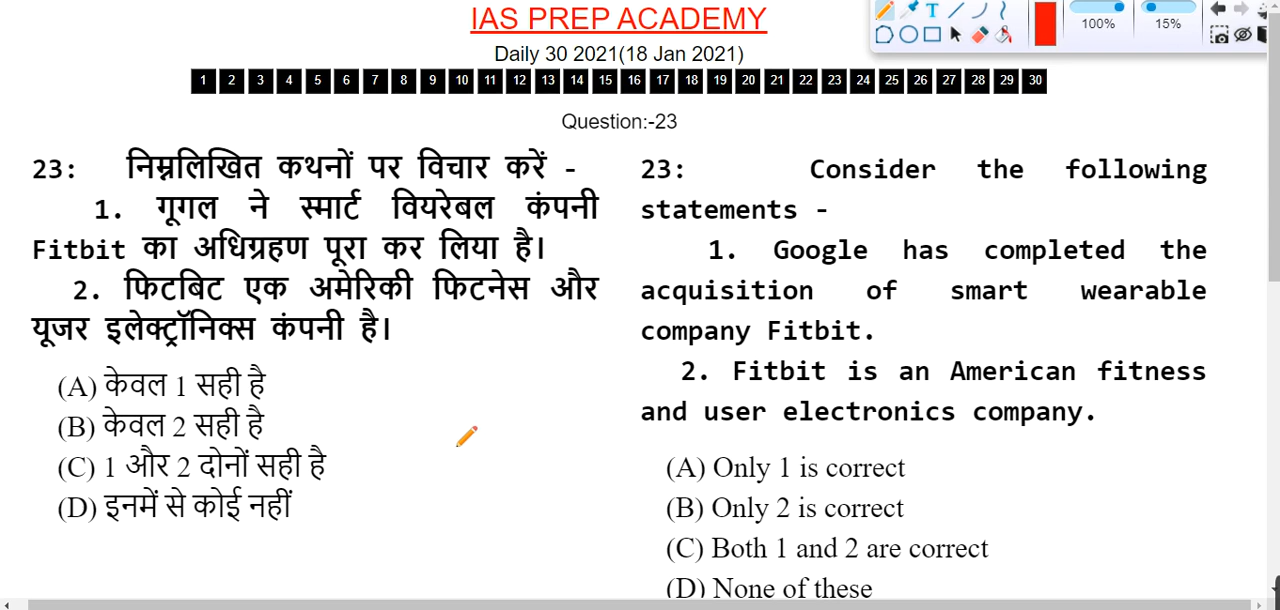 IAS PREP ACADEMY
Daily 30 2021(18 Jan 2021)
1 2 3 4 5 6 7 8 9 10 11 12 13 14 15 16 17 18 19 20 21 22 23 24 25 26 27 28 29 30
Question:-23
23: निम्नलिखित कथनों पर विचार करें -
1. गूगल ने स्मार्ट वियरेबल कंपनी
Fitbit का अधिग्रहण पूरा कर लिया है।
2. फिटबिट एक अमेरिकी फिटनेस और
यूजर इलेक्ट्रॉनिक्स कंपनी है।
(A) केवल 1 सही है
(B) केवल 2 सही है
(C) 1 और 2 दोनों सही है
(D) इनमें से कोई नहीं
23: Consider the following
statements -
1. Google has completed the
acquisition of smart wearable
company Fitbit.
2. Fitbit is an American fitness
and user electronics company.
(A) Only 1 is correct
(B) Only 2 is correct
(C) Both 1 and 2 are correct
(D) None of these
T
100%
15%